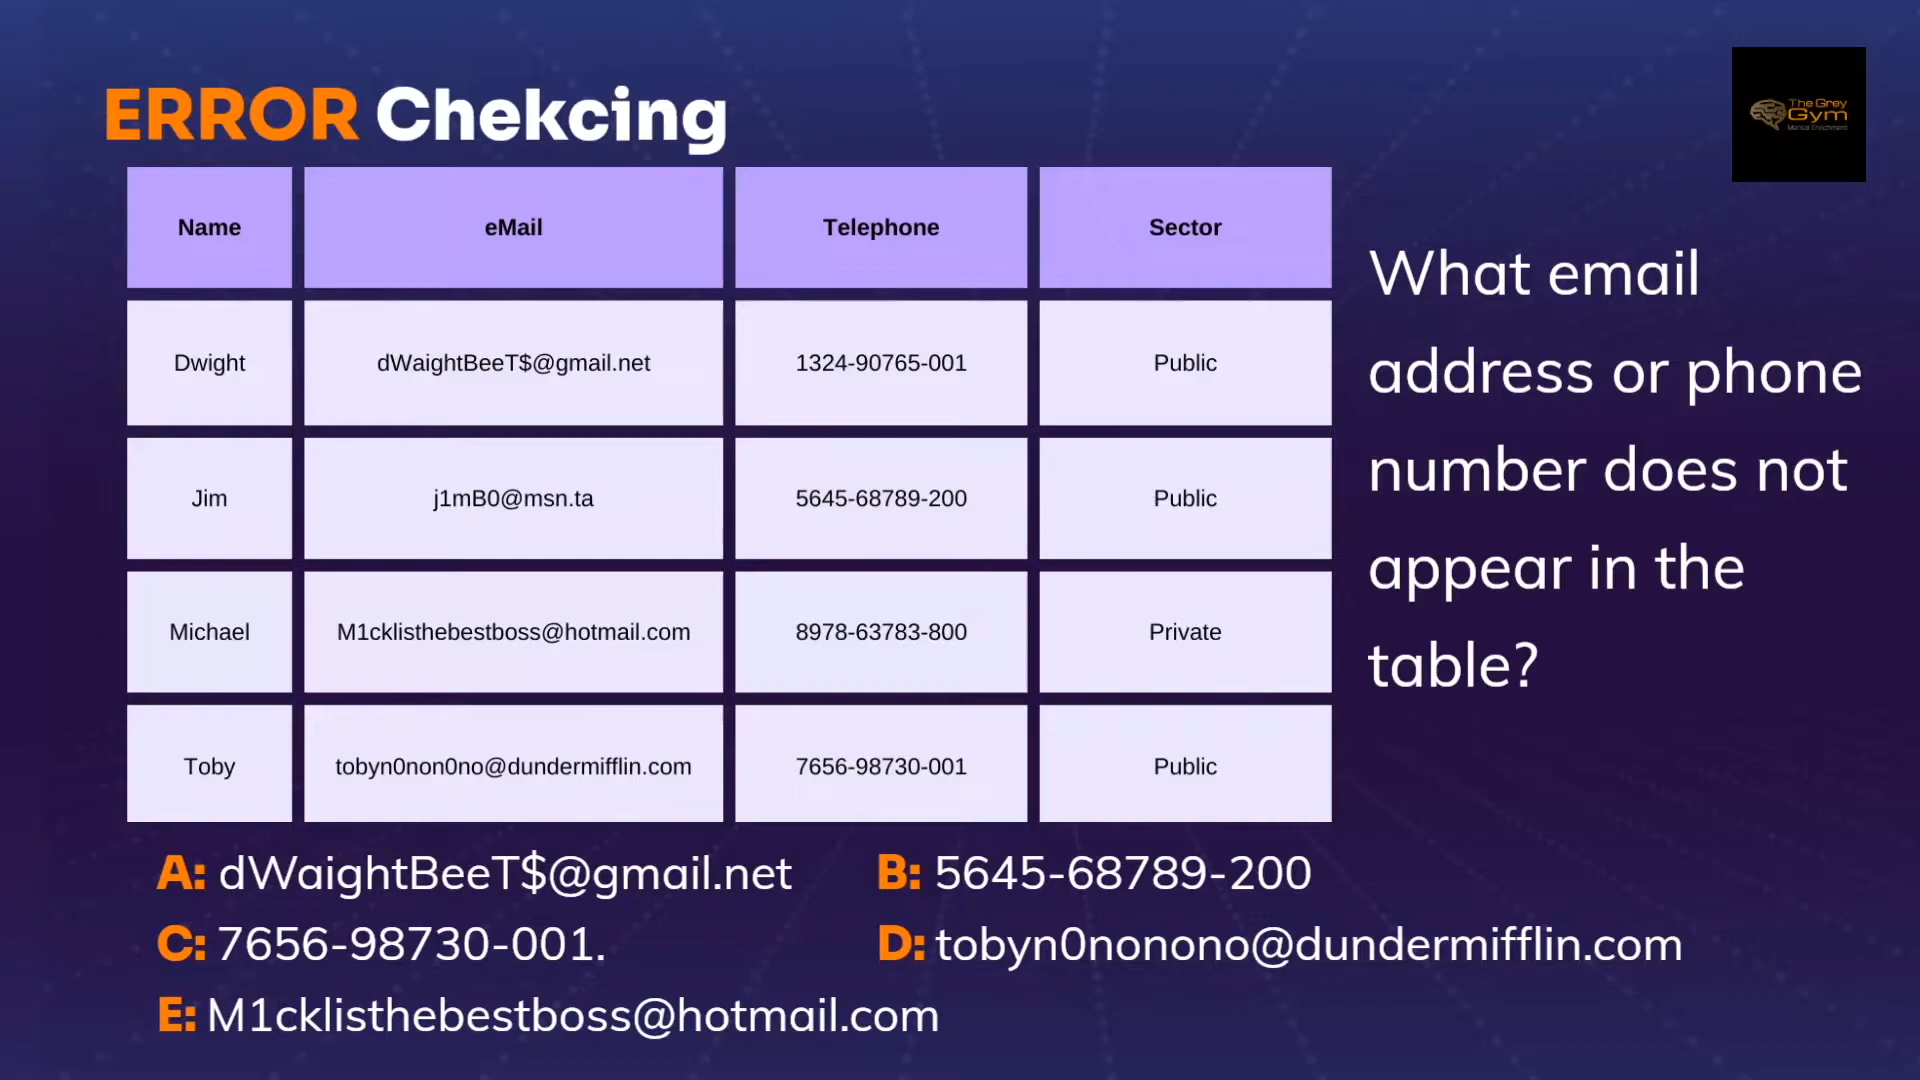 ERROR Chekcing
The Grey
Gym
Mental Enrichment
Name eMail Telephone Sector
Dwight dWaightBeeT$@gmail.net 1324-90765-001 Public
Jim j1mB0@msn.ta 5645-68789-200 Public
Michael M1cklisthebestboss@hotmail.com 8978-63783-800 Private
Toby tobyn0non0no@dundermifflin.com 7656-98730-001 Public
What email
address or phone
number does not
appear in the
table?
A: dWaightBeeT$@gmail.net B: 5645-68789-200
C: 7656-98730-001. D: tobyn0nonono@dundermifflin.com
E: M1cklisthebestboss@hotmail.com